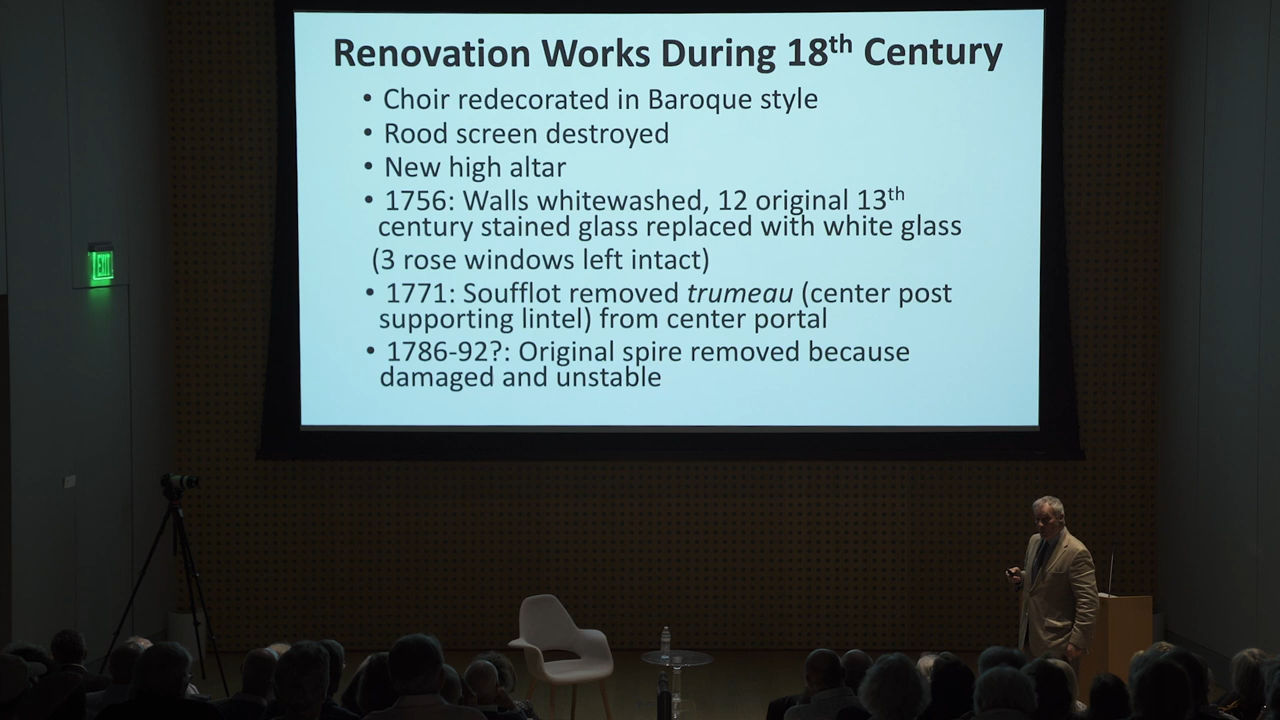 Renovation Works During 18th Century
• Choir redecorated in Baroque style
• Rood screen destroyed
• New high altar
• 1756: Walls whitewashed, 12 original 13th
century stained glass replaced with white glass
(3 rose windows left intact)
• 1771: Soufflot removed trumeau (center post
supporting lintel) from center portal
• 1786-92?: Original spire removed because
damaged and unstable
EXIT